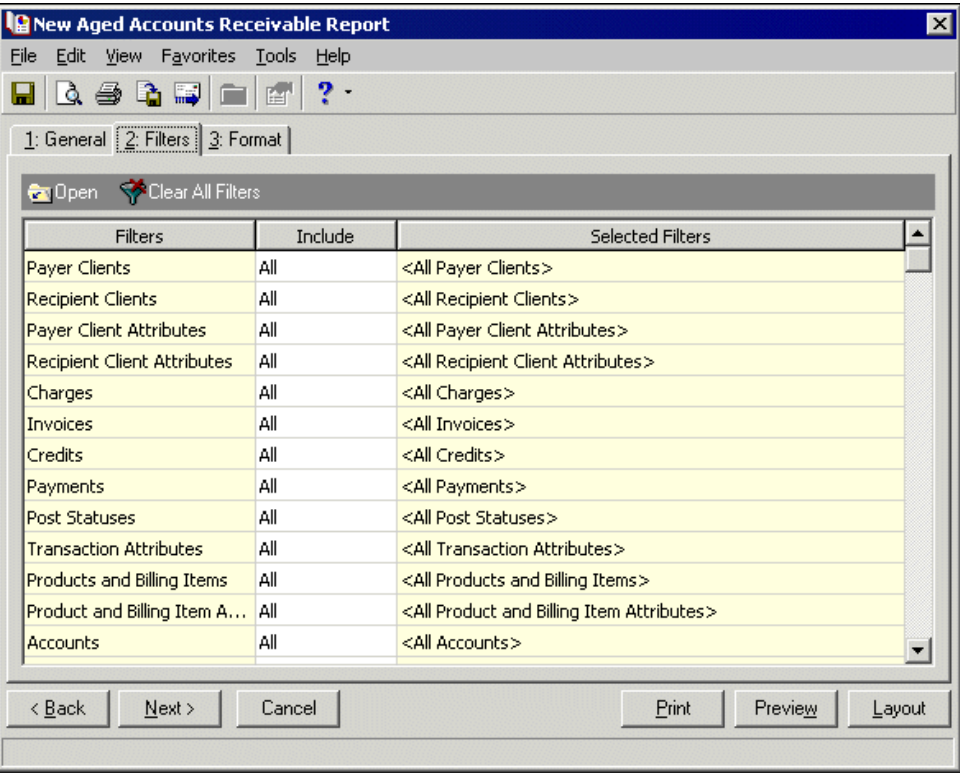 New Aged Accounts Receivable Report
File Edit View Favorites Tools Help
1: General 2: Filters 3: Format
Open Clear All Filters
Filters Include Selected Filters
Payer Clients All <All Payer Clients>
Recipient Clients All <All Recipient Clients>
Payer Client Attributes All <All Payer Client Attributes>
Recipient Client Attributes All <All Recipient Client Attributes>
Charges All <All Charges>
Invoices All <All Invoices>
Credits All <All Credits>
Payments All <All Payments>
Post Statuses All <All Post Statuses>
Transaction Attributes All <All Transaction Attributes>
Products and Billing Items All <All Products and Billing Items>
Product and Billing Item A... All <All Product and Billing Item Attributes>
Accounts All <All Accounts>
< Back Next > Cancel Print Preview Layout